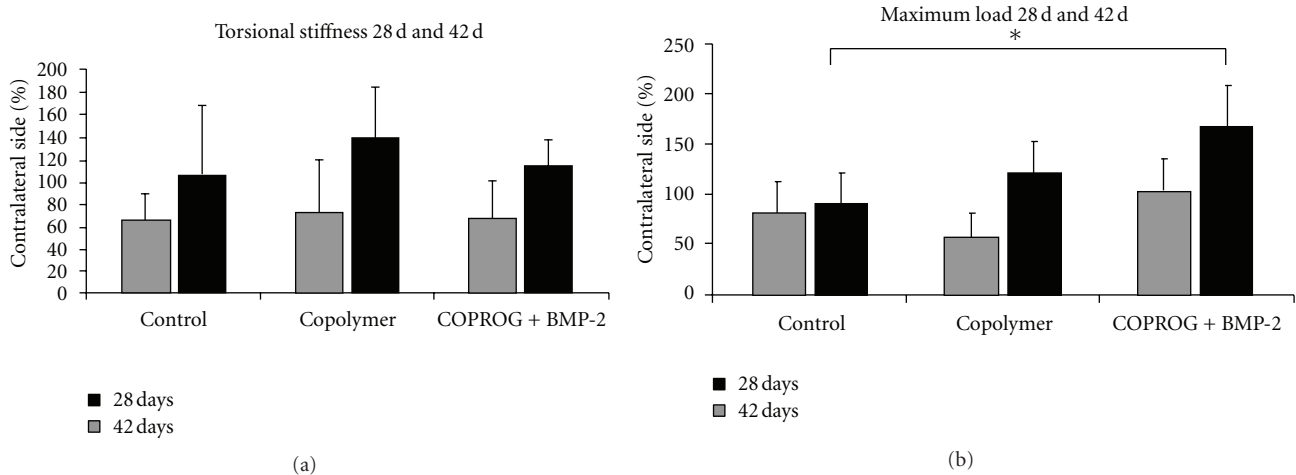 Torsional stiffness 28 d and 42 d
Contralateral side (%)
200
180
160
140
120
100
80
60
40
20
0
Control
Copolymer
COPROG + BMP-2
28 days
42 days
(a)
Maximum load 28 d and 42 d
*
Contralateral side (%)
250
200
150
100
50
0
Control
Copolymer
COPROG + BMP-2
28 days
42 days
(b)